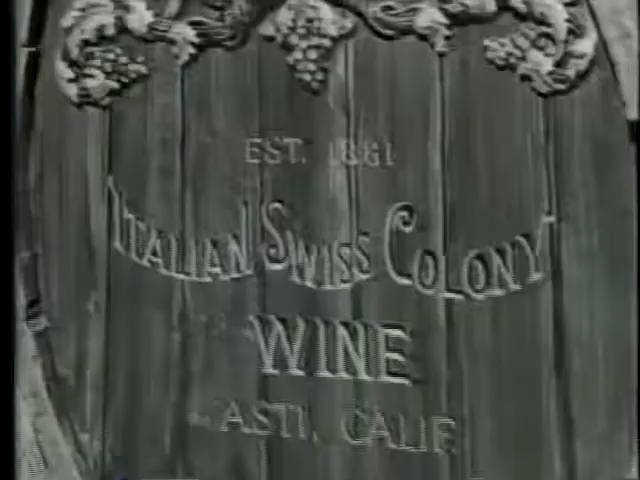 EST. 1881
ITALIAN SWISS COLONY
WINE
ASTI, CALIF